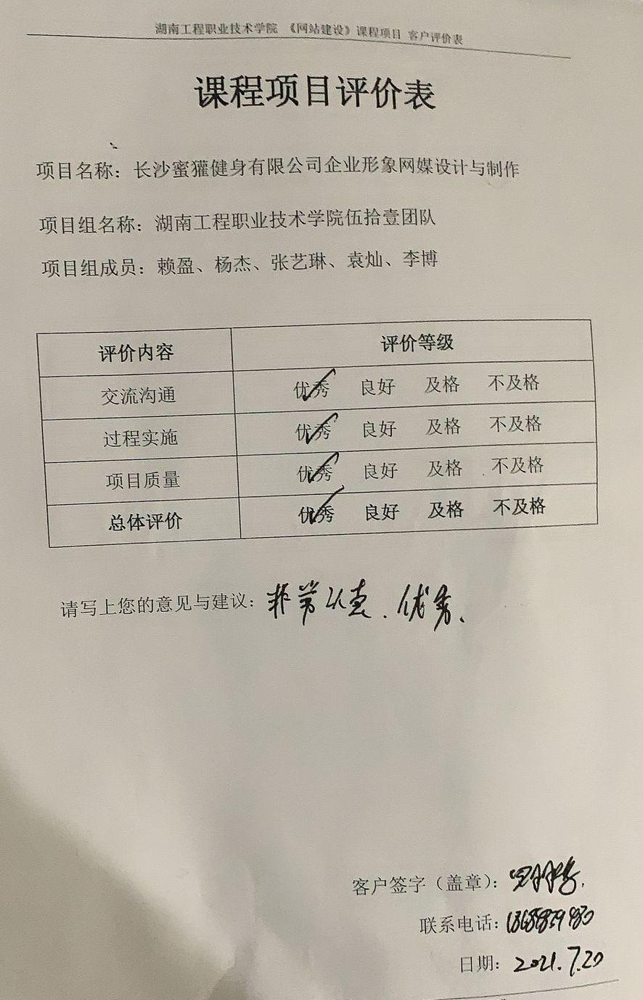 湖南工程职业技术学院 《网站建设》课程项目 客户评价表
课程项目评价表
项目名称：长沙蜜獾健身有限公司企业形象网媒设计与制作
项目组名称：湖南工程职业技术学院伍拾壹团队
项目组成员：赖盈、杨杰、张艺琳、袁灿、李博
评价内容 评价等级
交流沟通 优秀 良好 及格 不及格
过程实施 优秀 良好 及格 不及格
项目质量 优秀 良好 及格 不及格
总体评价 优秀 良好 及格 不及格
请写上您的意见与建议：非常认真、优秀、
客户签字（盖章）：
联系电话：
日期：2021.7.20